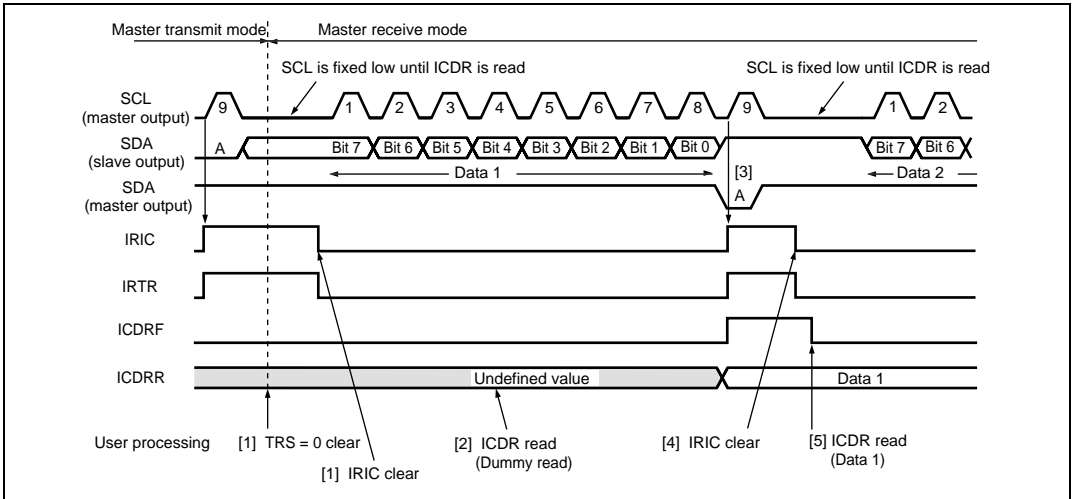 Master transmit mode
Master receive mode
SCL is fixed low until ICDR is read
SCL is fixed low until ICDR is read
SCL
(master output)
9
1
2
3
4
5
6
7
8
9
1
2
SDA
(slave output)
A
Bit 7
Bit 6
Bit 5
Bit 4
Bit 3
Bit 2
Bit 1
Bit 0
Bit 7
Bit 6
Data 1
[3]
Data 2
SDA
(master output)
A
IRIC
IRTR
ICDRF
ICDRR
Undefined value
Data 1
User processing
[1] TRS = 0 clear
[1] IRIC clear
[2] ICDR read
(Dummy read)
[4] IRIC clear
[5] ICDR read
(Data 1)